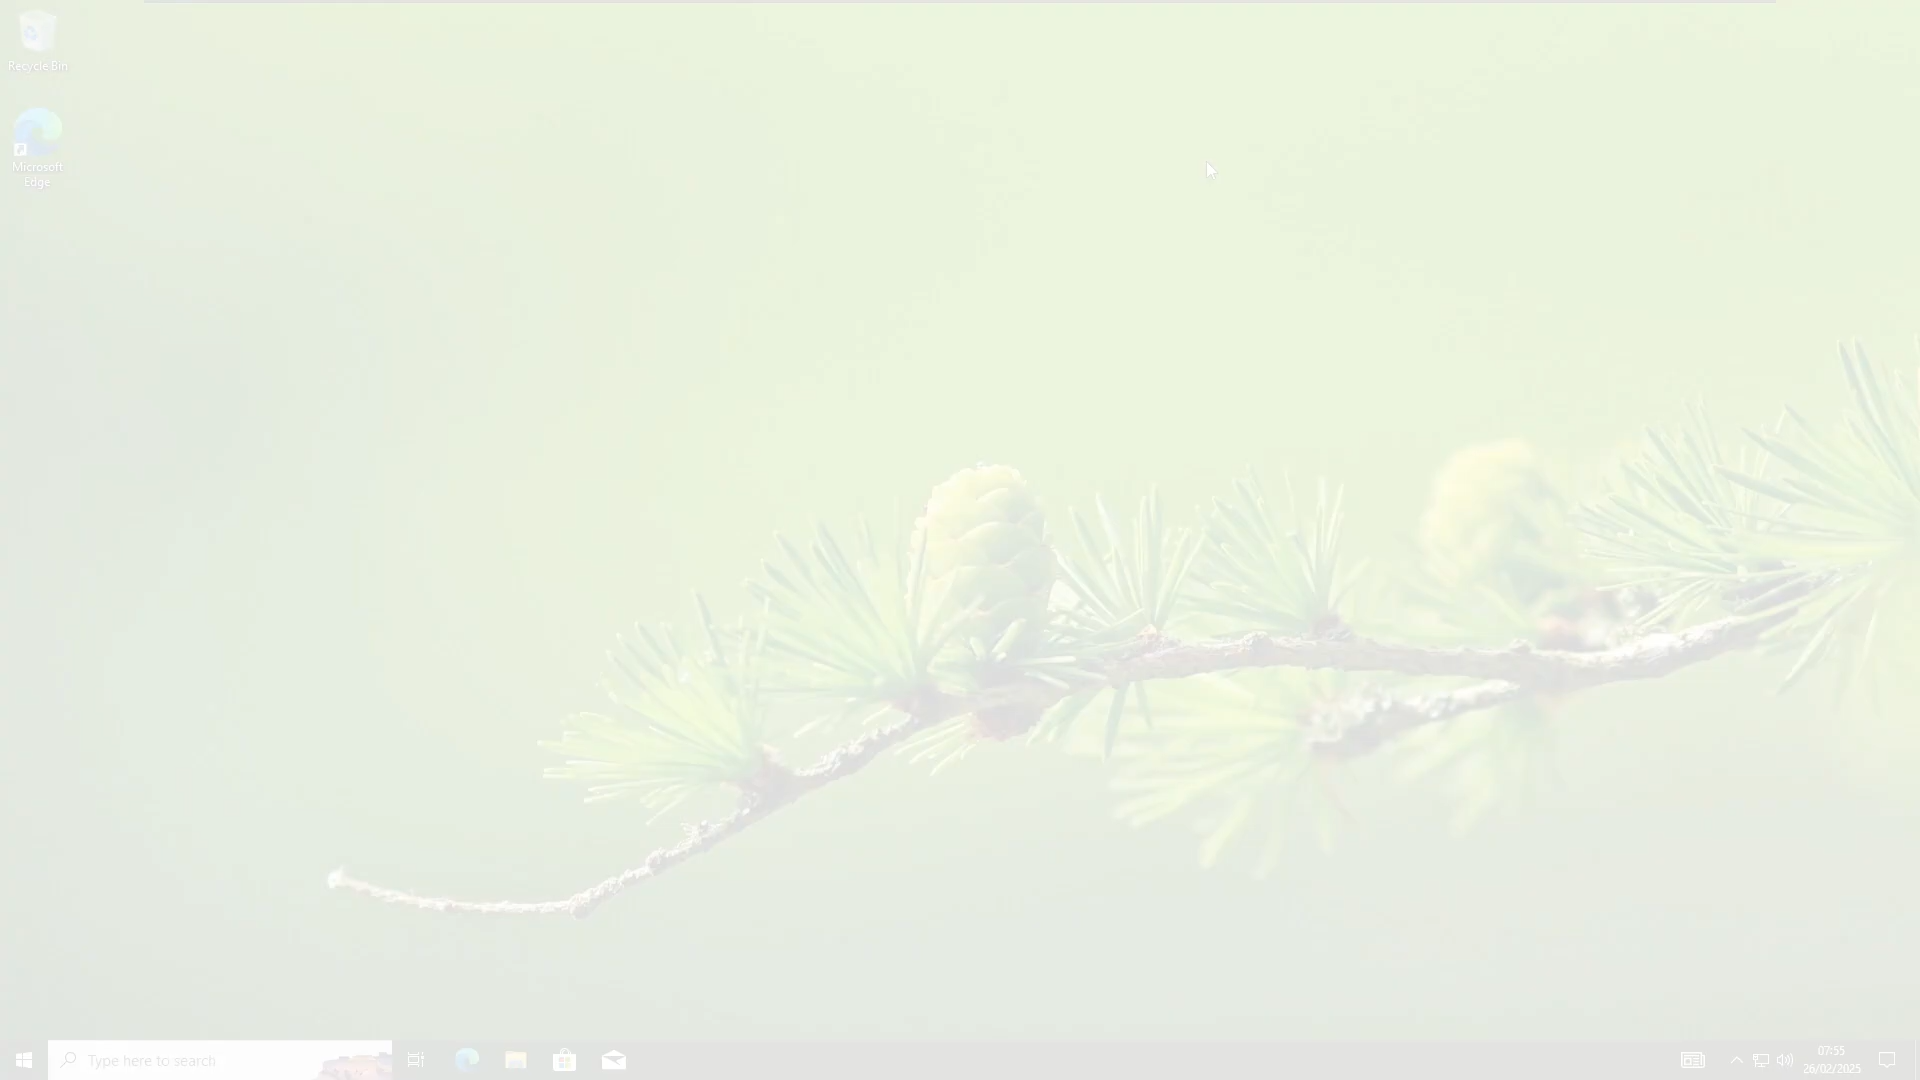 Recycle Bin
Microsoft
Edge
Type here to search
07:55
26/02/2025